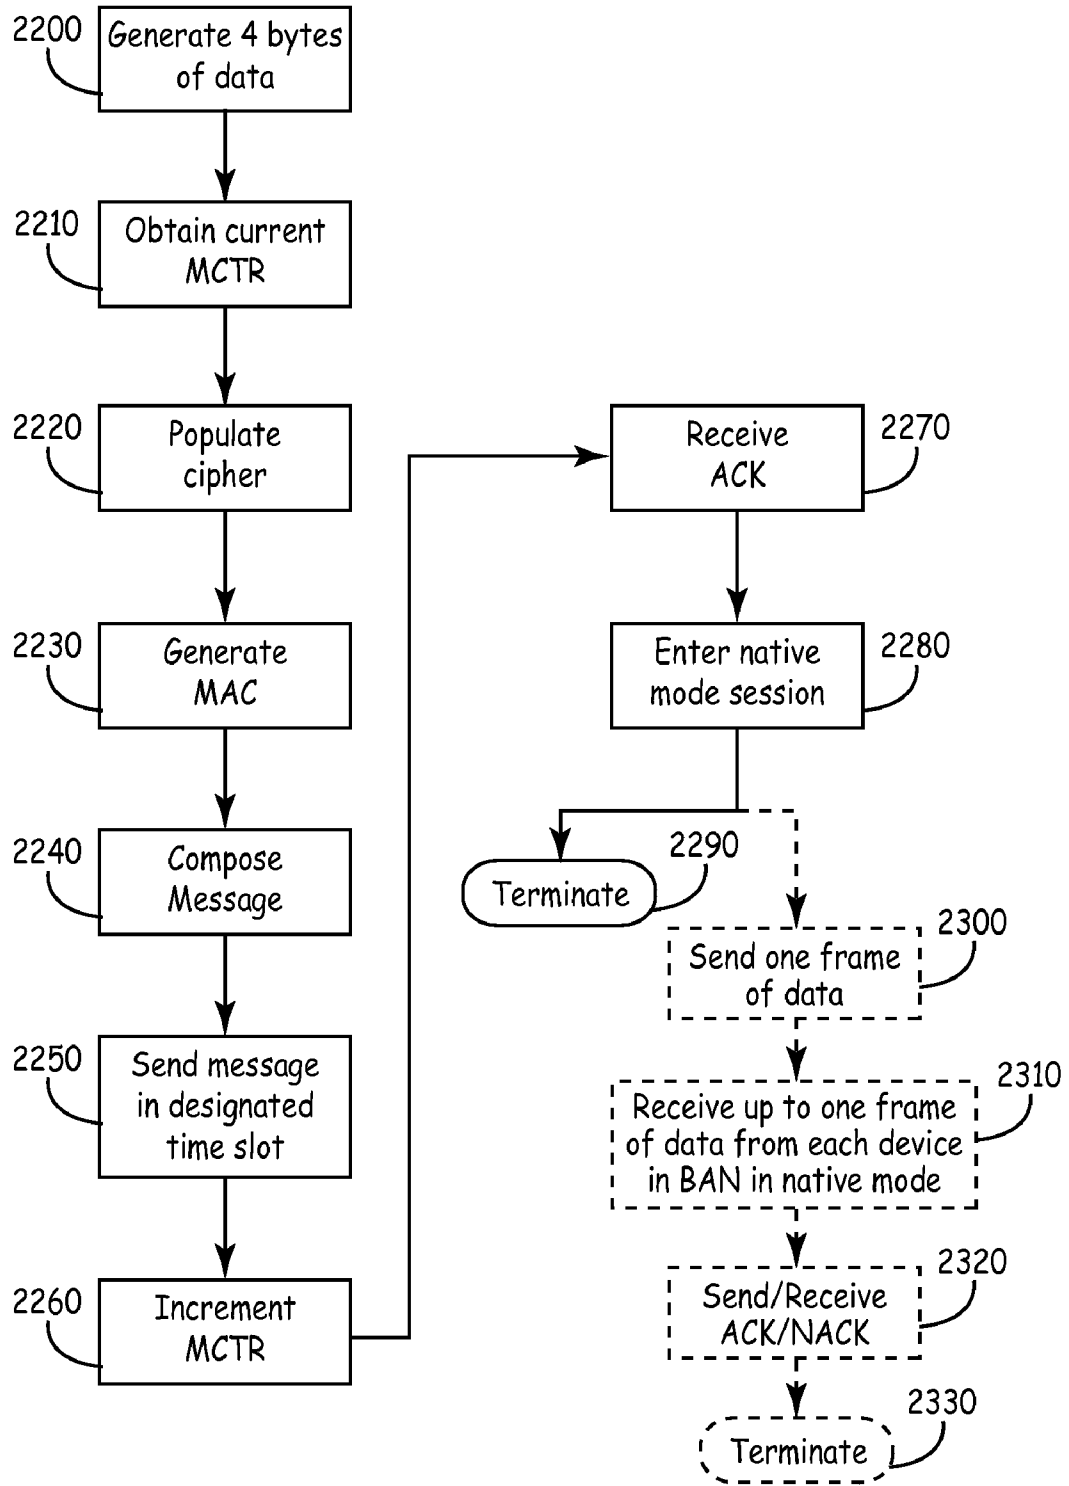 2200
Generate 4 bytes
of data
2210
Obtain current
MCTR
2220
Populate
cipher
2230
Generate
MAC
2240
Compose
Message
2250
Send message
in designated
time slot
2260
Increment
MCTR
Receive
ACK
2270
Enter native
mode session
2280
2290
Terminate
2300
Send one frame
of data
2310
Receive up to one frame
of data from each device
in BAN in native mode
2320
Send/Receive
ACK/NACK
2330
Terminate